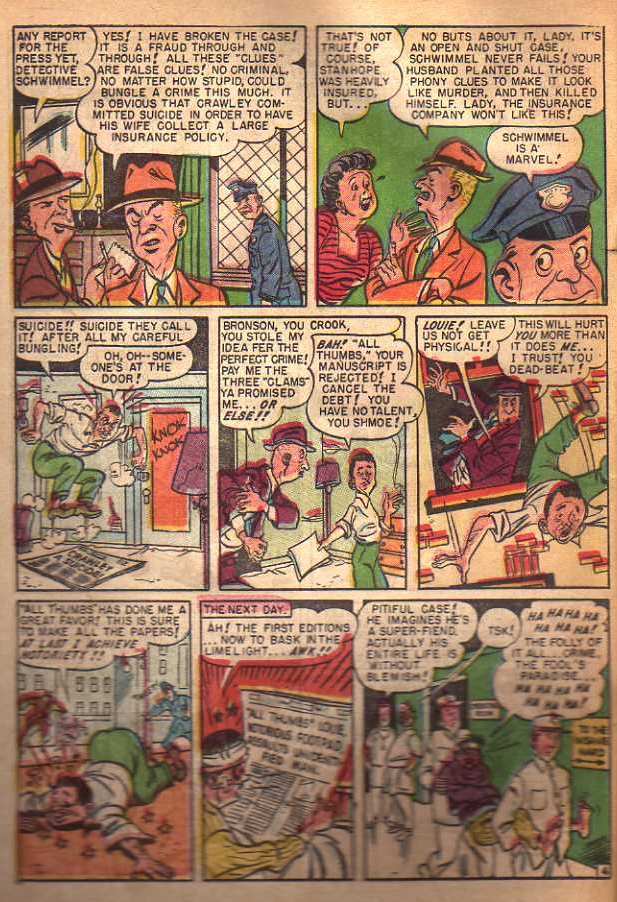 ANY REPORT
FOR THE
PRESS YET,
DETECTIVE
SCHWIMMEL?
YES! I HAVE BROKEN THE CASE!
IT IS A FRAUD THROUGH AND
THROUGH! ALL THESE "CLUES"
ARE FALSE CLUES! NO CRIMINAL,
NO MATTER HOW STUPID, COULD
BUNGLE A CRIME THIS MUCH. IT
IS OBVIOUS THAT CRAWLEY COM-
MITTED SUICIDE IN ORDER TO HAVE
HIS WIFE COLLECT A LARGE
INSURANCE POLICY.
THAT'S NOT
TRUE! OF
COURSE,
STANHOPE
WAS HEAVILY
INSURED,
BUT...
NO BUTS ABOUT IT, LADY. IT'S
AN OPEN AND SHUT CASE,
SCHWIMMEL NEVER FAILS! YOUR
HUSBAND PLANTED ALL THOSE
PHONY CLUES TO MAKE IT LOOK
LIKE MURDER, AND THEN KILLED
HIMSELF. LADY, THE INSURANCE
COMPANY WON'T LIKE THIS!
SCHWIMMEL
IS A
MARVEL!
SUICIDE!! SUICIDE THEY CALL
IT! AFTER ALL MY CAREFUL
BUNGLING!
OH, OH--SOME-
ONE'S AT THE
DOOR!
KNOK
KNOK
CRAWLEY
SUICIDE
BRONSON, YOU CROOK,
YOU STOLE MY
IDEA FER THE
PERFECT CRIME!
PAY ME THE
THREE "CLAMS"
YA PROMISED
ME... OR
ELSE!!
BAH! "ALL
THUMBS," YOUR
MANUSCRIPT IS
REJECTED! I
CANCEL THE
DEBT! YOU
HAVE NO TALENT,
YOU SHMOE!
LOUIE! LEAVE
US NOT GET
PHYSICAL!!
THIS WILL HURT
YOU MORE THAN
IT DOES ME...
I TRUST! YOU
DEAD-BEAT!
"ALL THUMBS" HAS DONE ME A
GREAT FAVOR! THIS IS SURE
TO MAKE ALL THE PAPERS!
AT LAST I ACHIEVE
NOTORIETY!!
THE NEXT DAY.
AH! THE FIRST EDITIONS
...NOW TO BASK IN THE
LIMELIGHT... AWK!!
"ALL THUMBS" LOUIE,
NOTORIOUS FOOTPAD
ASSAULTS UNIDENTI-
FIED MAN.
PITIFUL CASE!
HE IMAGINES HE'S
A SUPER-FIEND.
ACTUALLY HIS
ENTIRE LIFE IS
WITHOUT
BLEMISH!
TSK!
HA HA HA HA
HA HA HA!
THE FOLLY OF
IT ALL...CRIME,
THE FOOL'S
PARADISE...
HA HA HA HA
HA HA HA!
ROOM
TO THE
WARD
4